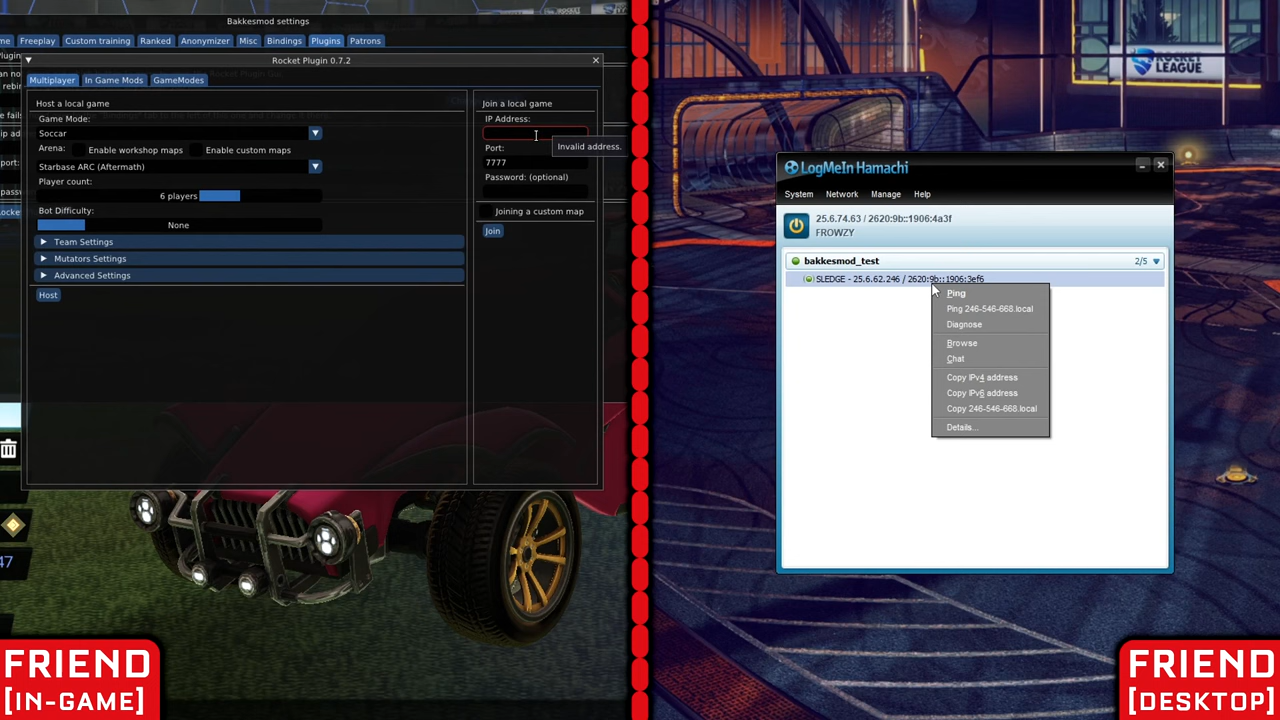 Bakkesmod settings
Freeplay Custom training Ranked Anonymizer Misc Bindings Plugins Patrons
Rocket Plugin 0.7.2
Multiplayer In Game Mods GameModes
Host a local game
Game Mode:
Soccar
Arena: Enable workshop maps Enable custom maps
Starbase ARC (Aftermath)
Player count:
6 players
Bot Difficulty:
None
Team Settings
Mutators Settings
Advanced Settings
Host
Join a local game
IP Address:
Invalid address.
Port:
7777
Password: (optional)
Joining a custom map
Join
47
FRIEND
[IN-GAME]
ROCKET
LEAGUE
LogMeIn Hamachi
System Network Manage Help
25.6.74.63 / 2620:9b::1906:4a3f
FROWZY
bakkesmod_test 2/5
SLEDGE - 25.6.62.246 / 2620:9b::1906:3ef6
Ping
Ping 246-546-668.local
Diagnose
Browse
Chat
Copy IPv4 address
Copy IPv6 address
Copy 246-546-668.local
Details...
FRIEND
[DESKTOP]